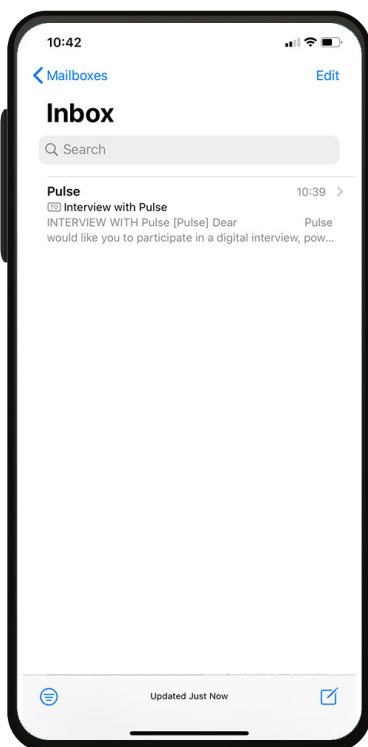 10:42
Mailboxes Edit
Inbox
Search
Pulse 10:39
TO Interview with Pulse
INTERVIEW WITH Pulse [Pulse] Dear Pulse
would like you to participate in a digital interview, pow...
Updated Just Now